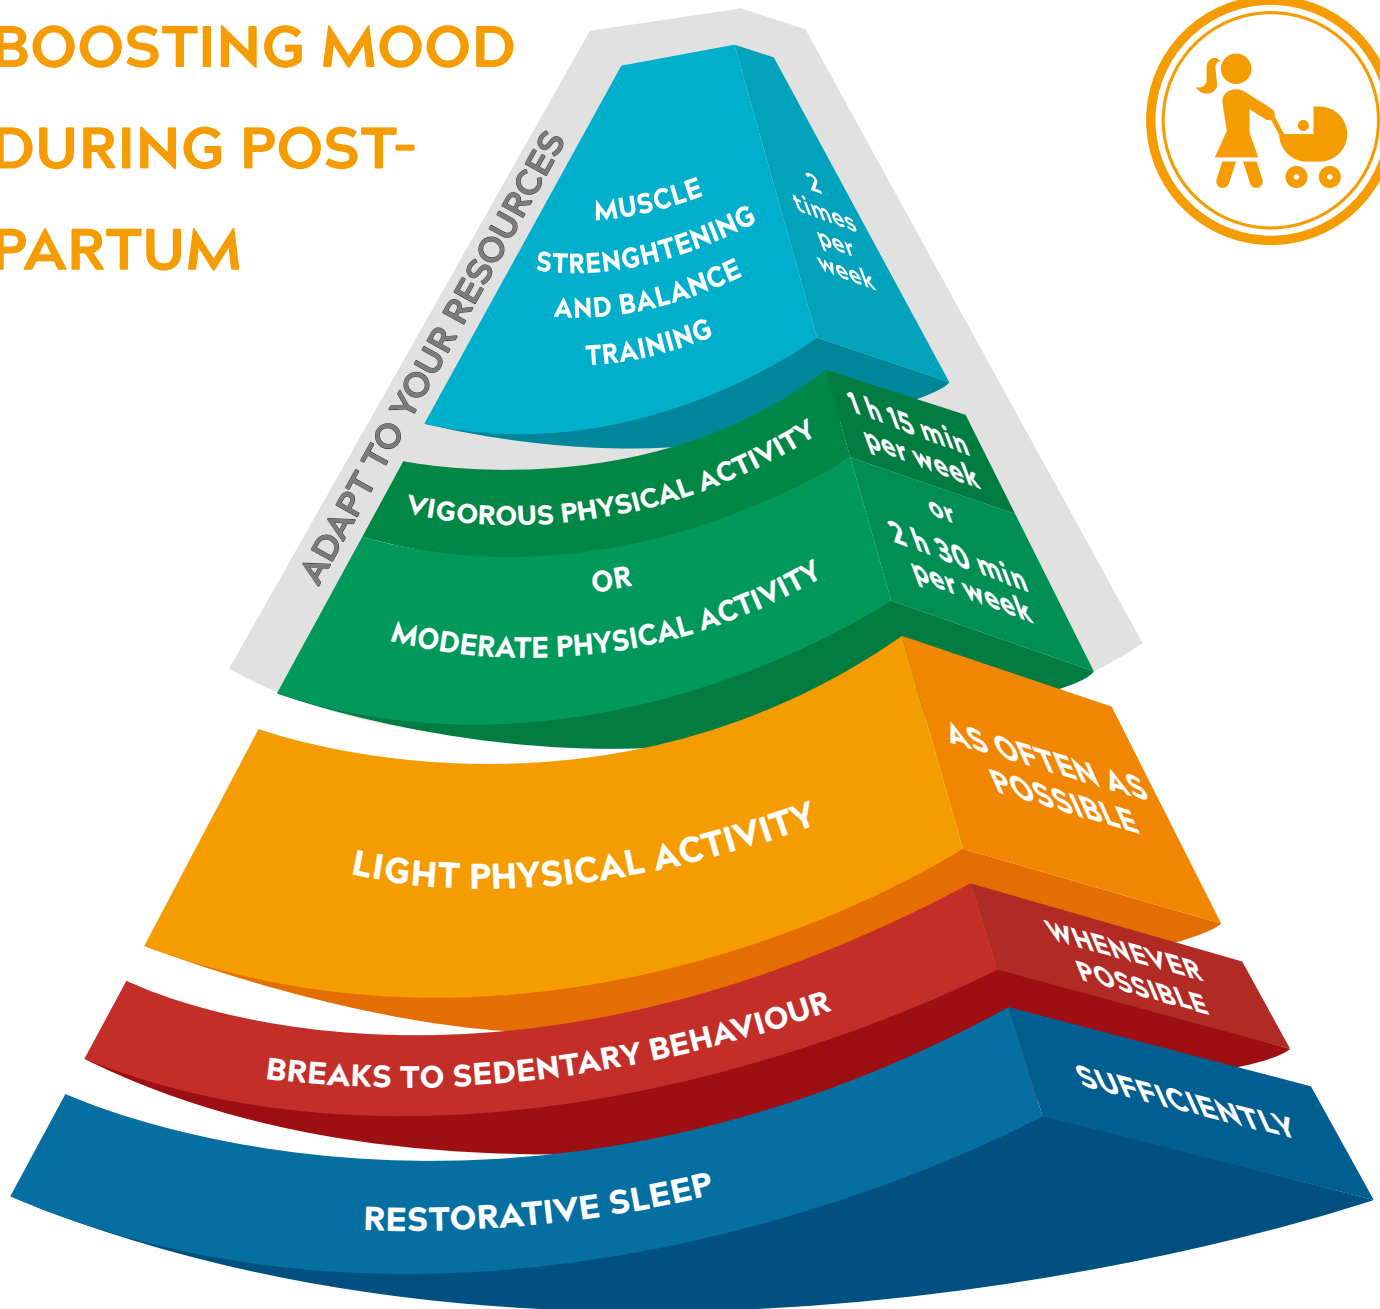 BOOSTING MOOD
DURING POST-
PARTUM
ADAPT TO YOUR RESOURCES
MUSCLE
STRENGHTENING
AND BALANCE
TRAINING
2
times
per
week
VIGOROUS PHYSICAL ACTIVITY
1 h 15 min
per week
OR
or
MODERATE PHYSICAL ACTIVITY
2 h 30 min
per week
LIGHT PHYSICAL ACTIVITY
AS OFTEN AS
POSSIBLE
BREAKS TO SEDENTARY BEHAVIOUR
WHENEVER
POSSIBLE
RESTORATIVE SLEEP
SUFFICIENTLY